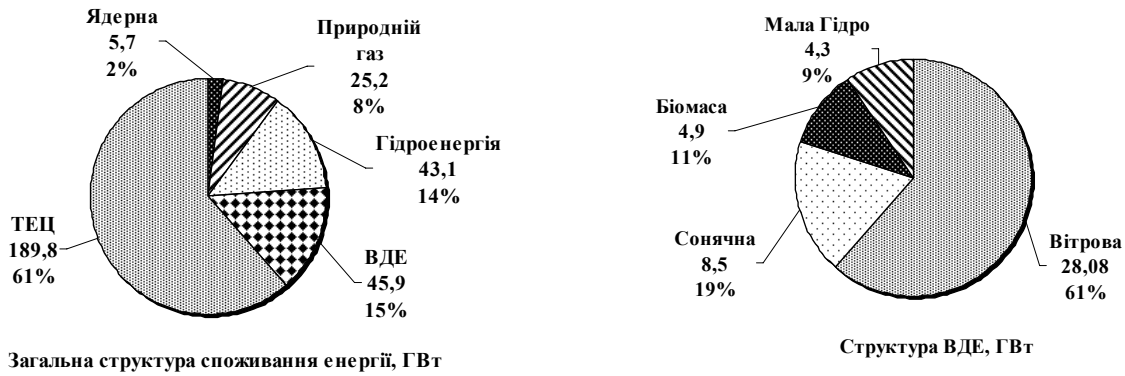 Ядерна
5,7
2%
Природній
газ
25,2
8%
Гідроенергія
43,1
14%
ВДЕ
45,9
15%
ТЕЦ
189,8
61%
Загальна структура споживання енергії, ГВт
Мала Гідро
4,3
9%
Біомаса
4,9
11%
Сонячна
8,5
19%
Вітрова
28,08
61%
Структура ВДЕ, ГВт